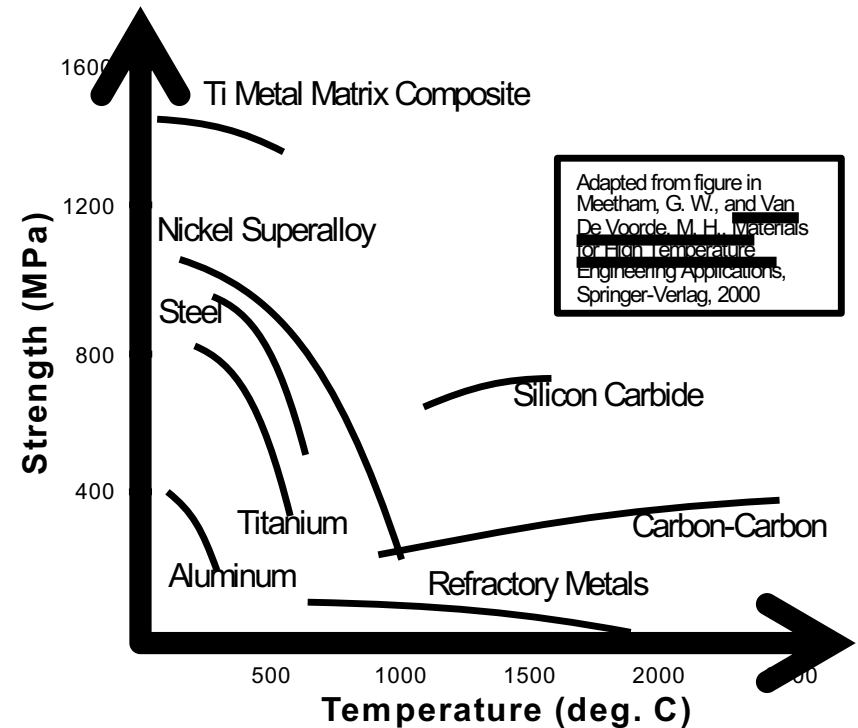 1600
Ti Metal Matrix Composite
Adapted from figure in
Meetham, G. W., and Van
De Voorde, M. H., Materials
for High Temperature
Engineering Applications,
Springer-Verlag, 2000
1200
Nickel Superalloy
Steel
800
Silicon Carbide
400
Titanium
Carbon-Carbon
Aluminum
Refractory Metals
Strength (MPa)
500
1000
1500
2000
Temperature (deg. C)